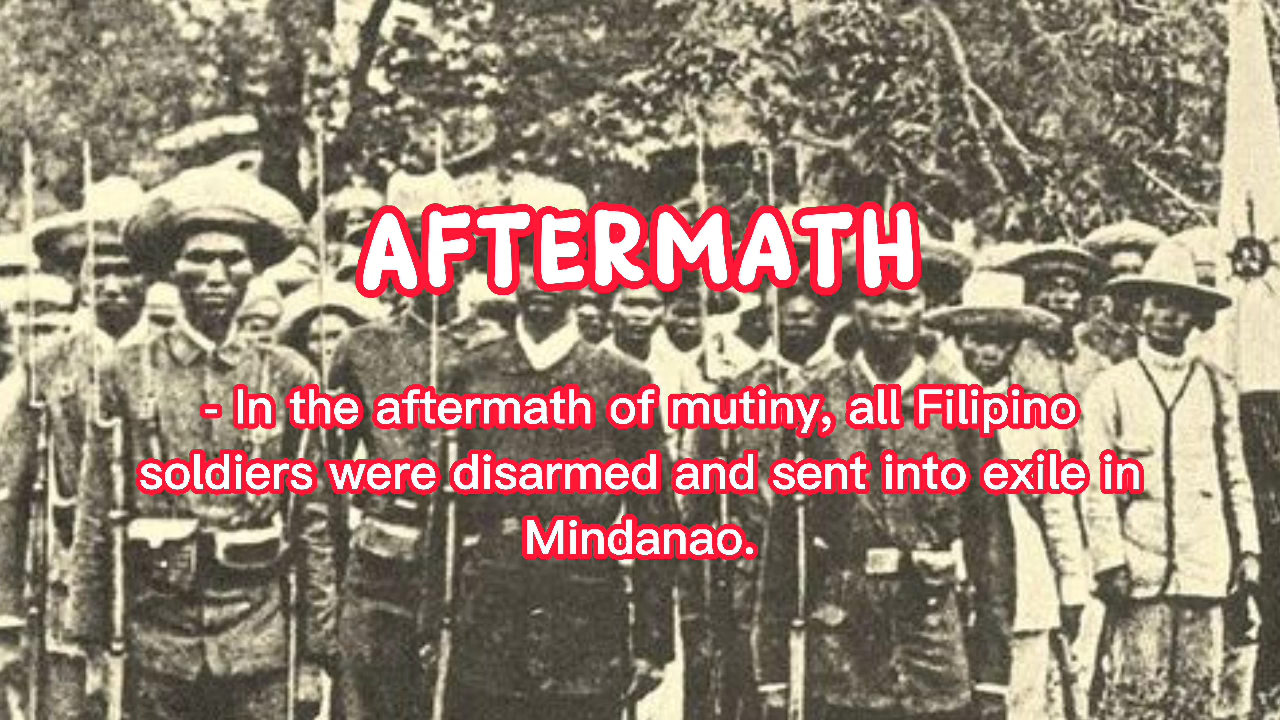 AFTERMATH
- In the aftermath of mutiny, all Filipino
soldiers were disarmed and sent into exile in
Mindanao.